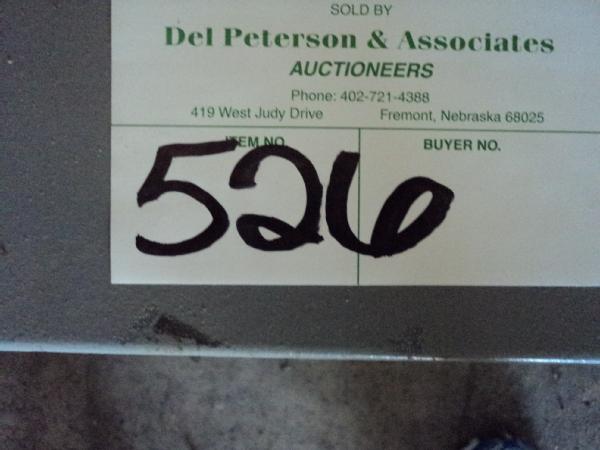 SOLD BY
Del Peterson & Associates
AUCTIONEERS
Phone: 402-721-4388
419 West Judy Drive Fremont, Nebraska 68025
ITEM NO. BUYER NO.
526